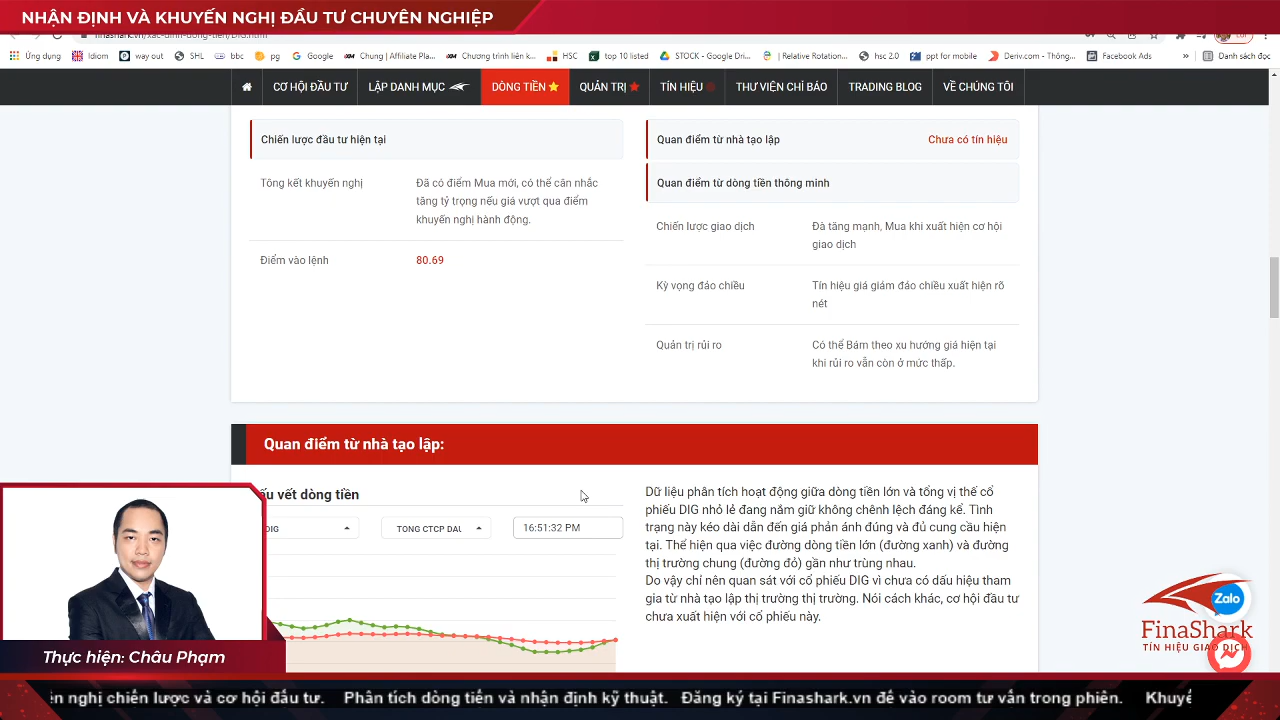 NHẬN ĐỊNH VÀ KHUYẾN NGHỊ ĐẦU TƯ CHUYÊN NGHIỆP
finashark.vn/xac-dinh-dong-tien/DIG.html
Ứng dụng Idiom way out SHL bbc pg Google Chung | Affiliate Pla... Chương trình liên k... HSC top 10 listed STOCK - Google Dri... | Relative Rotation... hsc 2.0 ppt for mobile Deriv.com - Thông... Facebook Ads » Danh sách đọc
CƠ HỘI ĐẦU TƯ LẬP DANH MỤC DÒNG TIỀN QUẢN TRỊ TÍN HIỆU THƯ VIỆN CHỈ BÁO TRADING BLOG VỀ CHÚNG TÔI
Chiến lược đầu tư hiện tại
Tông kết khuyến nghị
Đã có điểm Mua mới, có thể cân nhắc
tăng tỷ trọng nếu giá vượt qua điểm
khuyến nghị hành động.
Điểm vào lệnh 80.69
Quan điểm từ nhà tạo lập Chưa có tín hiệu
Quan điểm từ dòng tiền thông minh
Chiến lược giao dịch
Đà tăng mạnh, Mua khi xuất hiện cơ hội
giao dịch
Kỳ vọng đảo chiều
Tín hiệu giá giảm đảo chiều xuất hiện rõ
nét
Quản trị rủi ro
Có thể Bám theo xu hướng giá hiện tại
khi rủi ro vẫn còn ở mức thấp.
Quan điểm từ nhà tạo lập:
ấu vết dòng tiền
DIG TONG CTCP DAU 16:51:32 PM
Dữ liệu phân tích hoạt động giữa dòng tiền lớn và tổng vị thế cổ
phiếu DIG nhỏ lẻ đang nắm giữ không chênh lệch đáng kể. Tình
trạng này kéo dài dẫn đến giá phản ánh đúng và đủ cung cầu hiện
tại. Thể hiện qua việc đường dòng tiền lớn (đường xanh) và đường
thị trường chung (đường đỏ) gần như trùng nhau.
Do vậy chỉ nên quan sát với cổ phiếu DIG vì chưa có dấu hiệu tham
gia từ nhà tạo lập thị trường thị trường. Nói cách khác, cơ hội đầu tư
chưa xuất hiện với cổ phiếu này.
Zalo
FINASHARK
TÍN HIỆU GIAO DỊCH
Thực hiện: Châu Phạm
ên nghị chiến lược và cơ hội đầu tư. Phân tích dòng tiền và nhận định kỹ thuật. Đăng ký tại Finashark.vn để vào room tư vấn trong phiên. Khuyế